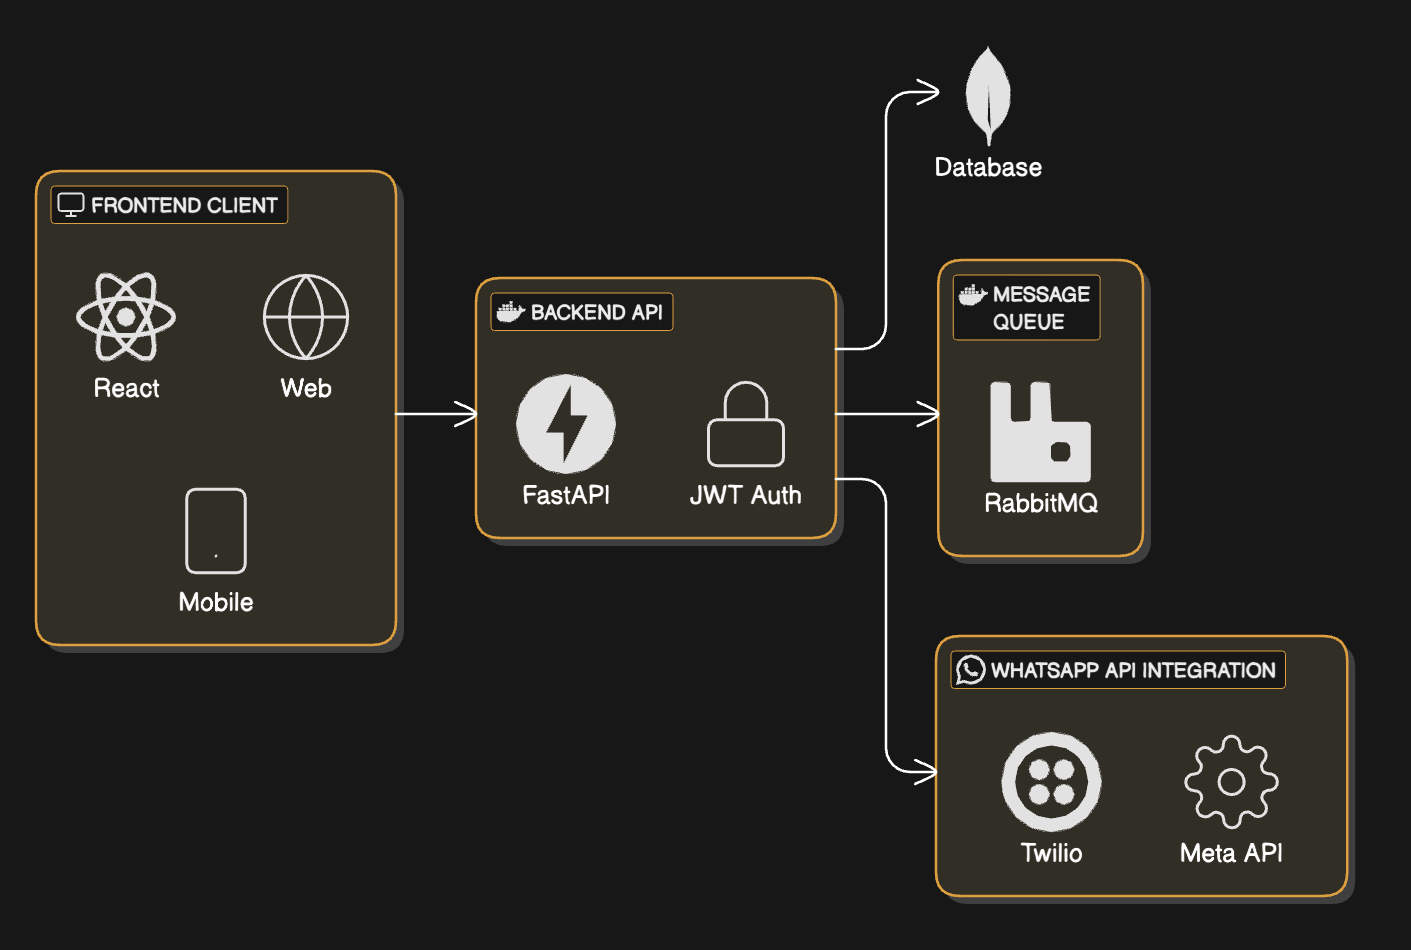 FRONTEND CLIENT
React
Web
Mobile
BACKEND API
FastAPI
JWT Auth
Database
MESSAGE
QUEUE
RabbitMQ
WHATSAPP API INTEGRATION
Twilio
Meta API